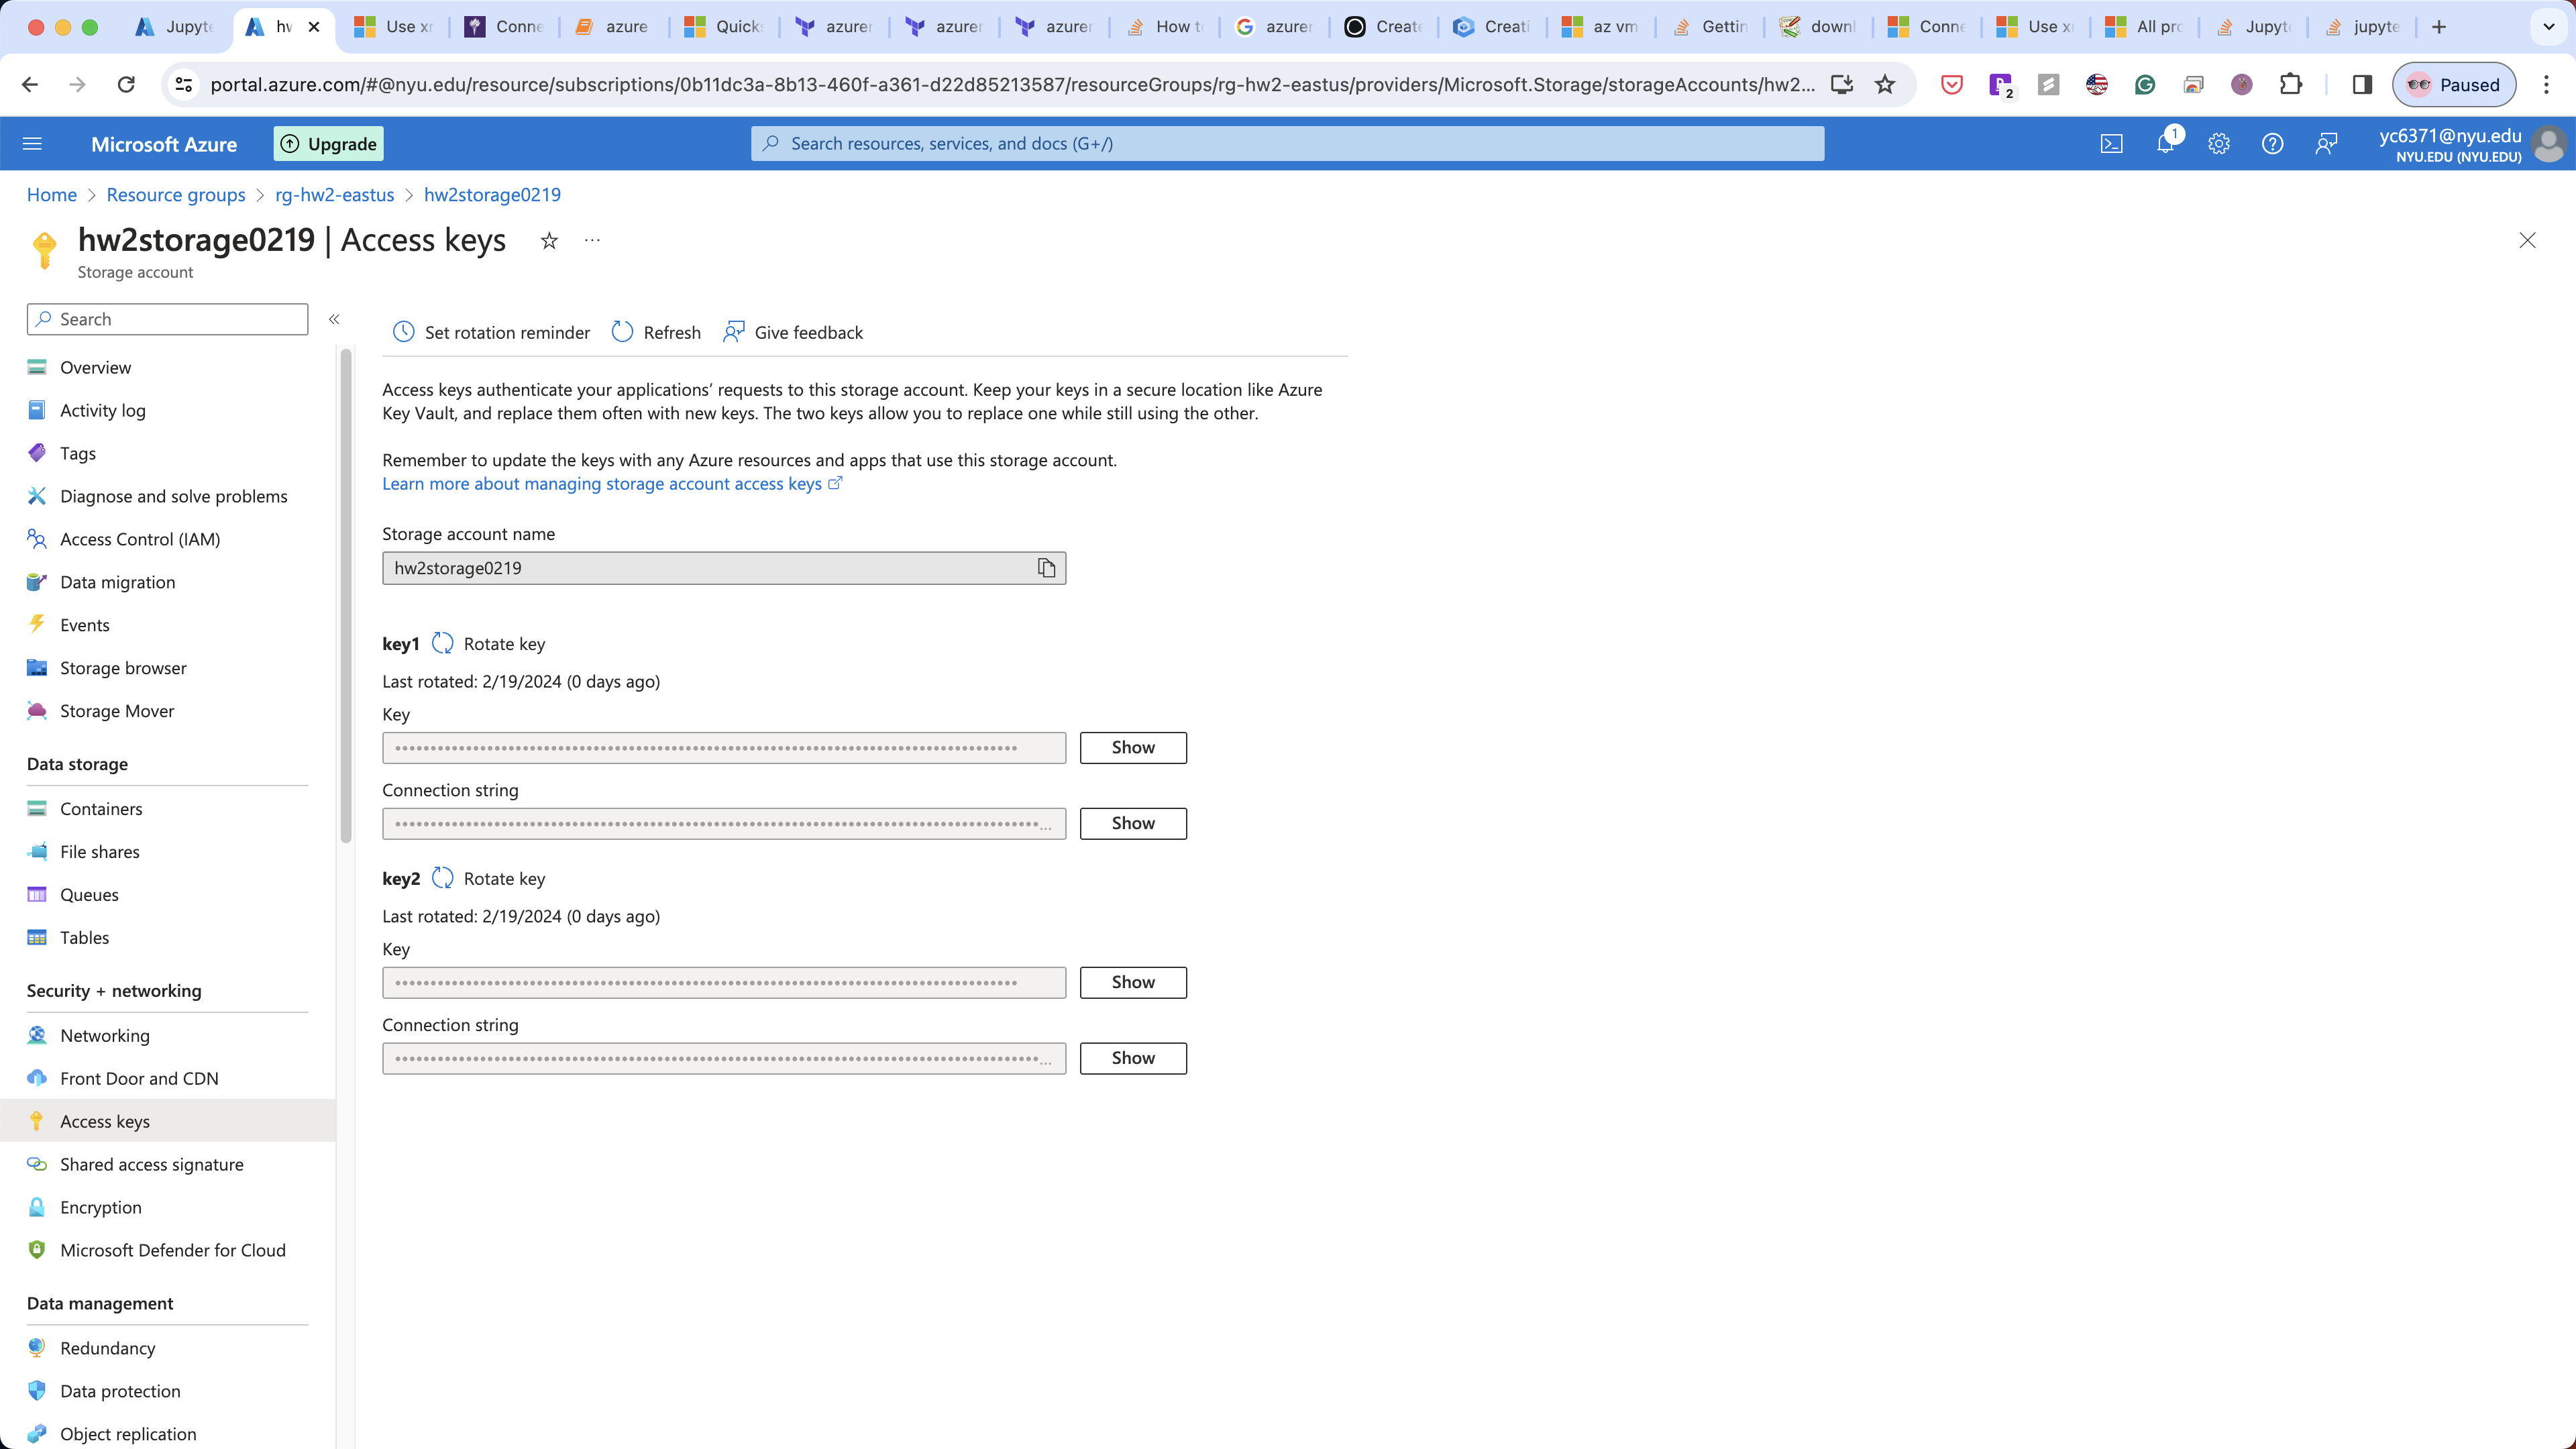 Jupyte
hw
Use xr
Conne
azure
Quicks
azurer
azurer
azurer
How to
azurer
Create
Creati
az vm
Gettin
downl
Conne
Use xr
All pro
Jupyte
jupyte
portal.azure.com/#@nyu.edu/resource/subscriptions/0b11dc3a-8b13-460f-a361-d22d85213587/resourceGroups/rg-hw2-eastus/providers/Microsoft.Storage/storageAccounts/hw2...
2
Paused
Microsoft Azure
Upgrade
Search resources, services, and docs (G+/)
1
yc6371@nyu.edu
NYU.EDU (NYU.EDU)
Home > Resource groups > rg-hw2-eastus > hw2storage0219
hw2storage0219 | Access keys
Storage account
Search
Overview
Activity log
Tags
Diagnose and solve problems
Access Control (IAM)
Data migration
Events
Storage browser
Storage Mover
Data storage
Containers
File shares
Queues
Tables
Security + networking
Networking
Front Door and CDN
Access keys
Shared access signature
Encryption
Microsoft Defender for Cloud
Data management
Redundancy
Data protection
Object replication
Set rotation reminder
Refresh
Give feedback
Access keys authenticate your applications’ requests to this storage account. Keep your keys in a secure location like Azure
Key Vault, and replace them often with new keys. The two keys allow you to replace one while still using the other.
Remember to update the keys with any Azure resources and apps that use this storage account.
Learn more about managing storage account access keys
Storage account name
hw2storage0219
key1 Rotate key
Last rotated: 2/19/2024 (0 days ago)
Key
Show
Connection string
Show
key2 Rotate key
Last rotated: 2/19/2024 (0 days ago)
Key
Show
Connection string
Show